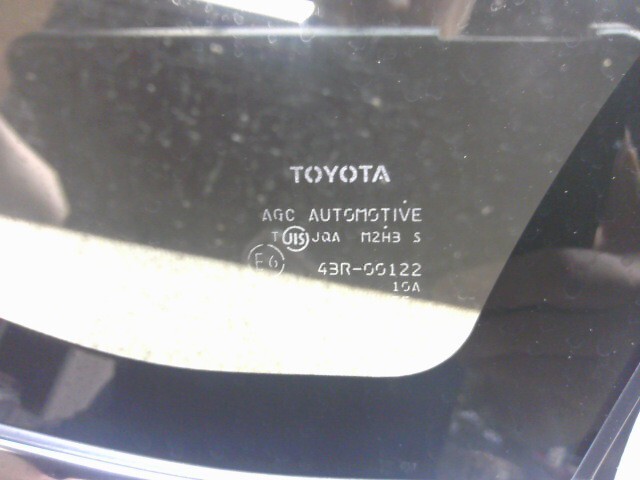 TOYOTA
AGC AUTOMOTIVE
T JIS JQA M2H3 S
E6 43R-00122
10A